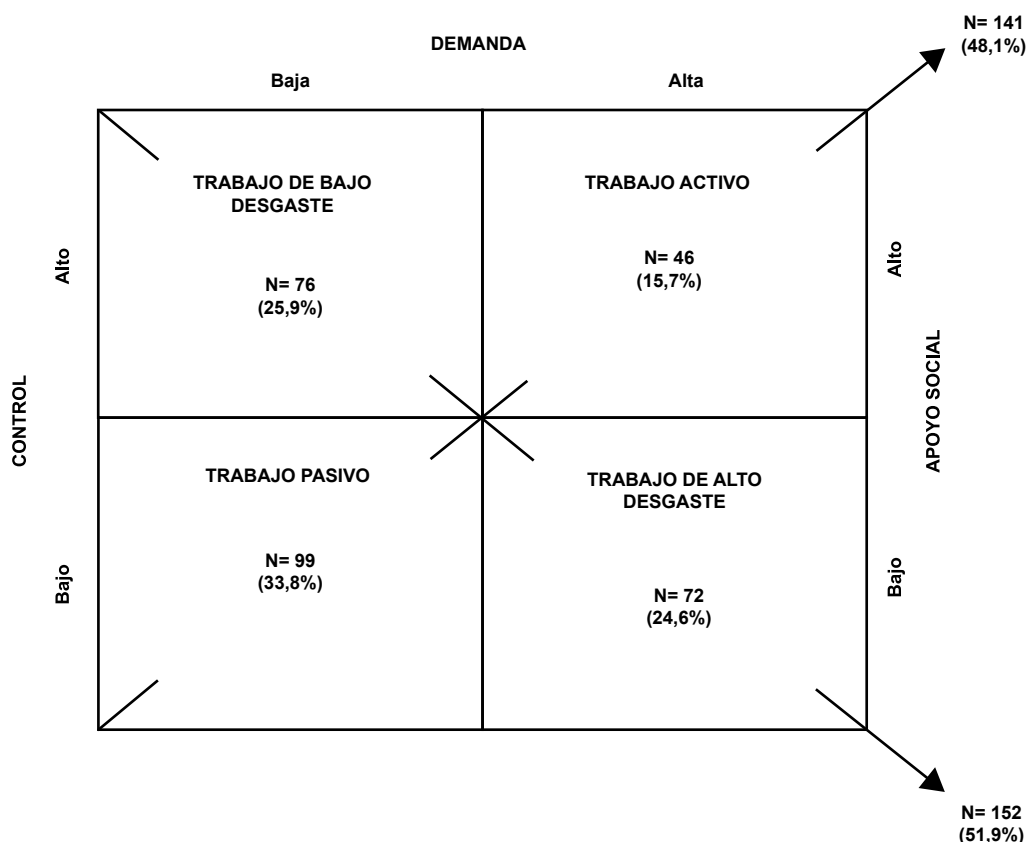 N= 141
(48,1%)
DEMANDA
Baja
Alta
TRABAJO DE BAJO
DESGASTE
TRABAJO ACTIVO
Alto
Alto
N= 76
(25,9%)
N= 46
(15,7%)
CONTROL
APOYO SOCIAL
TRABAJO PASIVO
TRABAJO DE ALTO
DESGASTE
Bajo
Bajo
N= 99
(33,8%)
N= 72
(24,6%)
N= 152
(51,9%)